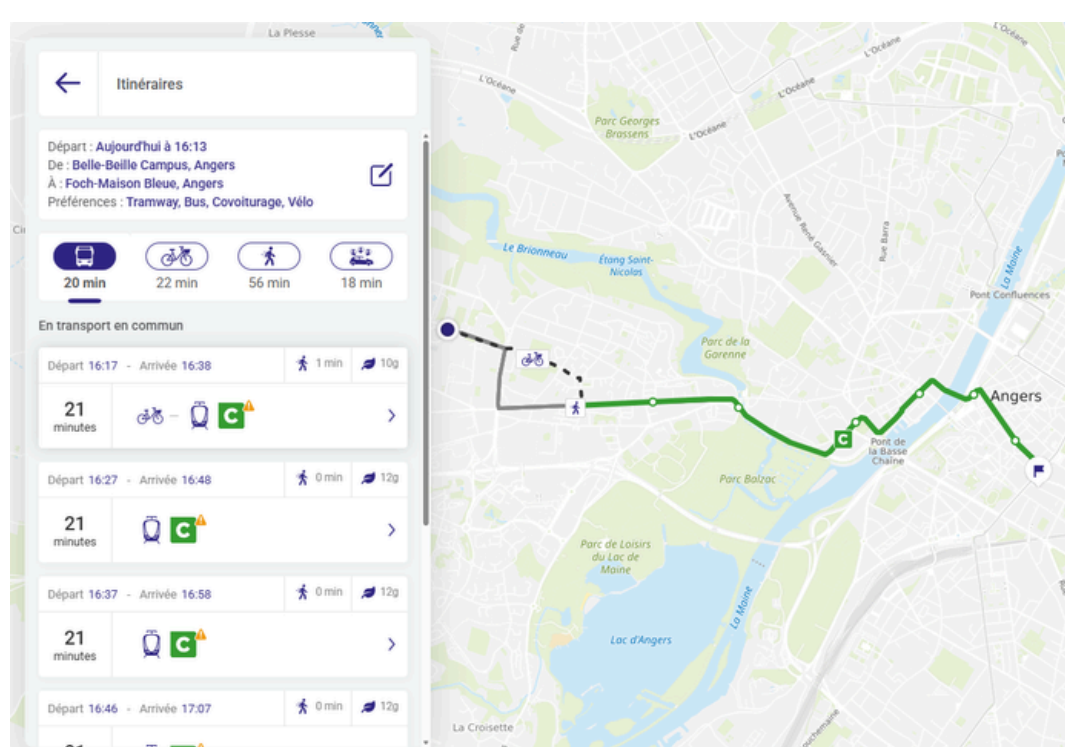 Itinéraires
Départ : Aujourd'hui à 16:13
De : Belle-Beille Campus, Angers
À : Foch-Maison Bleue, Angers
Préférences : Tramway, Bus, Covoiturage, Vélo
20 min
22 min
56 min
18 min
En transport en commun
Départ 16:17 - Arrivée 16:38
1 min
10g
21
minutes
C
Départ 16:27 - Arrivée 16:48
0 min
12g
21
minutes
C
Départ 16:37 - Arrivée 16:58
0 min
12g
21
minutes
C
Départ 16:46 - Arrivée 17:07
0 min
12g
La Plesse
Rue de
L'Océane
L'Océane
L'Océane
L'Océane
L'Océane
Parc Georges
Brassens
Avenue René Gasnier
Rue Barra
Le Brionneau
Étang Saint-
Nicolas
La Maine
Pont Confluences
Parc de la
Garenne
Angers
C
Pont de
la Basse
Chaîne
Parc Balzac
Parc de Loisirs
du Lac de
Maine
La Maine
Lac d'Angers
La Croisette